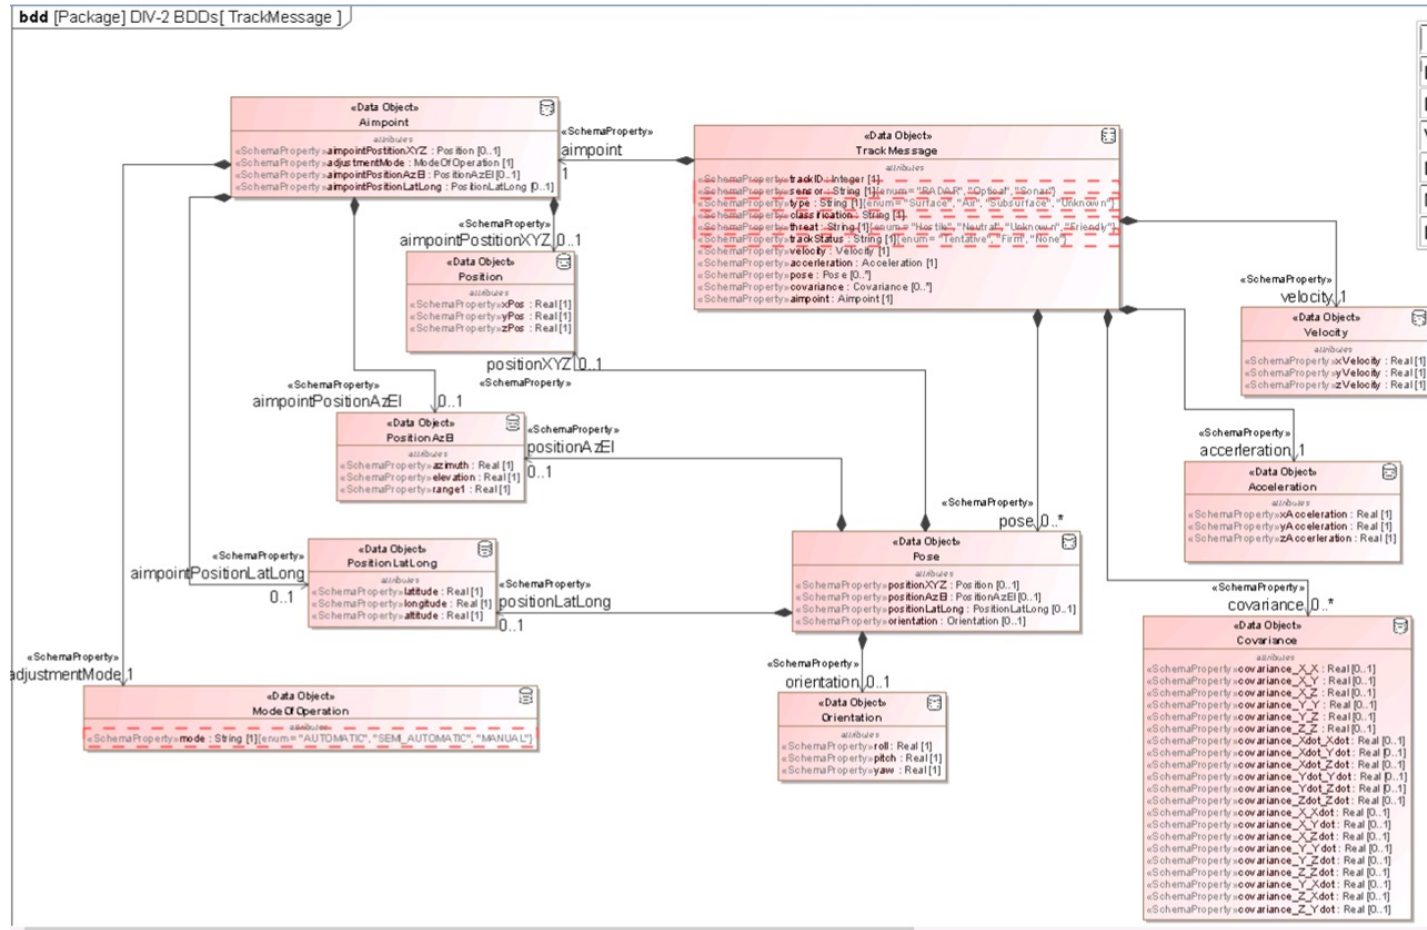 bdd [Package] DIV-2 BDDs[ TrackMessage ]
«Data Object»
Aimpoint
attributes
«SchemaProperty»aimpointPostitionXYZ : Position [0..1]
«SchemaProperty»adjustmentMode : ModeOfOperation [1]
«SchemaProperty»aimpointPositionAzEl : PositionAzEl[0..1]
«SchemaProperty»aimpointPositionLatLong : PositionLatLong [0..1]
«SchemaProperty»
aimpoint
1
«Data Object»
TrackMessage
attributes
«SchemaProperty»trackID : Integer [1]
«SchemaProperty»sensor : String [1]{enum= "RADAR", "Optical", "Sonar"}
«SchemaProperty»type : String [1]{enum= "Surface", "Air", "Subsurface", "Unknown"}
«SchemaProperty»classification : String [1]
«SchemaProperty»threat : String [1]{enum= "Hostile", "Neutral", "Unknown", "Friendly"}
«SchemaProperty»trackStatus : String [1]{enum= "Tentative", "Firm", "None"}
«SchemaProperty»velocity : Velocity [1]
«SchemaProperty»accerleration : Acceleration [1]
«SchemaProperty»pose : Pose [0..*]
«SchemaProperty»covariance : Covariance [0..*]
«SchemaProperty»aimpoint : Aimpoint [1]
«SchemaProperty»
aimpointPostitionXYZ 0..1
«Data Object»
Position
attributes
«SchemaProperty»xPos : Real [1]
«SchemaProperty»yPos : Real [1]
«SchemaProperty»zPos : Real [1]
positionXYZ 0..1
«SchemaProperty»
«SchemaProperty»
velocity 1
«Data Object»
Velocity
attributes
«SchemaProperty»xVelocity : Real [1]
«SchemaProperty»yVelocity : Real [1]
«SchemaProperty»zVelocity : Real [1]
«SchemaProperty»
aimpointPositionAzEl 0..1
«Data Object»
PositionAzEl
attributes
«SchemaProperty»azimuth : Real [1]
«SchemaProperty»elevation : Real [1]
«SchemaProperty»range1 : Real [1]
«SchemaProperty»
positionAzEl
0..1
«SchemaProperty»
accerleration 1
«Data Object»
Acceleration
attributes
«SchemaProperty»xAcceleration : Real [1]
«SchemaProperty»yAcceleration : Real [1]
«SchemaProperty»zAccerleration : Real [1]
«SchemaProperty»
pose 0..*
«Data Object»
Pose
attributes
«SchemaProperty»positionXYZ : Position [0..1]
«SchemaProperty»positionAzEl : PositionAzEl[0..1]
«SchemaProperty»positionLatLong : PositionLatLong [0..1]
«SchemaProperty»orientation : Orientation [0..1]
«SchemaProperty»
aimpointPositionLatLong
0..1
«Data Object»
PositionLatLong
attributes
«SchemaProperty»latitude : Real [1]
«SchemaProperty»longitude : Real [1]
«SchemaProperty»altitude : Real [1]
«SchemaProperty»
positionLatLong
0..1
«SchemaProperty»
covariance 0..*
«Data Object»
Covariance
attributes
«SchemaProperty»covariance_X_X : Real [0..1]
«SchemaProperty»covariance_X_Y : Real [0..1]
«SchemaProperty»covariance_X_Z : Real [0..1]
«SchemaProperty»covariance_Y_Y : Real [0..1]
«SchemaProperty»covariance_Y_Z : Real [0..1]
«SchemaProperty»covariance_Z_Z : Real [0..1]
«SchemaProperty»covariance_Xdot_Xdot : Real [0..1]
«SchemaProperty»covariance_Xdot_Ydot : Real [0..1]
«SchemaProperty»covariance_Xdot_Zdot : Real [0..1]
«SchemaProperty»covariance_Ydot_Ydot : Real [0..1]
«SchemaProperty»covariance_Ydot_Zdot : Real [0..1]
«SchemaProperty»covariance_Zdot_Zdot : Real [0..1]
«SchemaProperty»covariance_X_Xdot : Real [0..1]
«SchemaProperty»covariance_X_Ydot : Real [0..1]
«SchemaProperty»covariance_X_Zdot : Real [0..1]
«SchemaProperty»covariance_Y_Ydot : Real [0..1]
«SchemaProperty»covariance_Y_Zdot : Real [0..1]
«SchemaProperty»covariance_Z_Zdot : Real [0..1]
«SchemaProperty»covariance_Y_Xdot : Real [0..1]
«SchemaProperty»covariance_Z_Xdot : Real [0..1]
«SchemaProperty»covariance_Z_Ydot : Real [0..1]
«SchemaProperty»
adjustmentMode 1
«Data Object»
ModeOfOperation
attributes
«SchemaProperty»mode : String [1]{enum= "AUTOMATIC", "SEMI_AUTOMATIC", "MANUAL"}
«SchemaProperty»
orientation 0..1
«Data Object»
Orientation
attributes
«SchemaProperty»roll : Real [1]
«SchemaProperty»pitch : Real [1]
«SchemaProperty»yaw : Real [1]